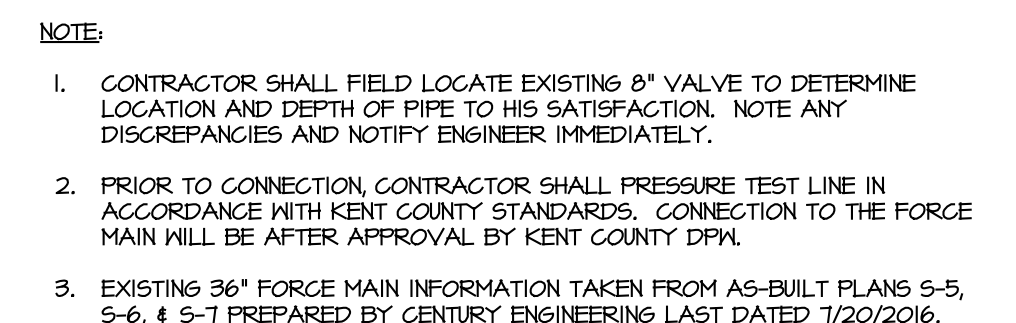 NOTE:
1. CONTRACTOR SHALL FIELD LOCATE EXISTING 8" VALVE TO DETERMINE
LOCATION AND DEPTH OF PIPE TO HIS SATISFACTION. NOTE ANY
DISCREPANCIES AND NOTIFY ENGINEER IMMEDIATELY.
2. PRIOR TO CONNECTION, CONTRACTOR SHALL PRESSURE TEST LINE IN
ACCORDANCE WITH KENT COUNTY STANDARDS. CONNECTION TO THE FORCE
MAIN WILL BE AFTER APPROVAL BY KENT COUNTY DPW.
3. EXISTING 36" FORCE MAIN INFORMATION TAKEN FROM AS-BUILT PLANS S-5,
S-6, & S-7 PREPARED BY CENTURY ENGINEERING LAST DATED 7/20/2016.